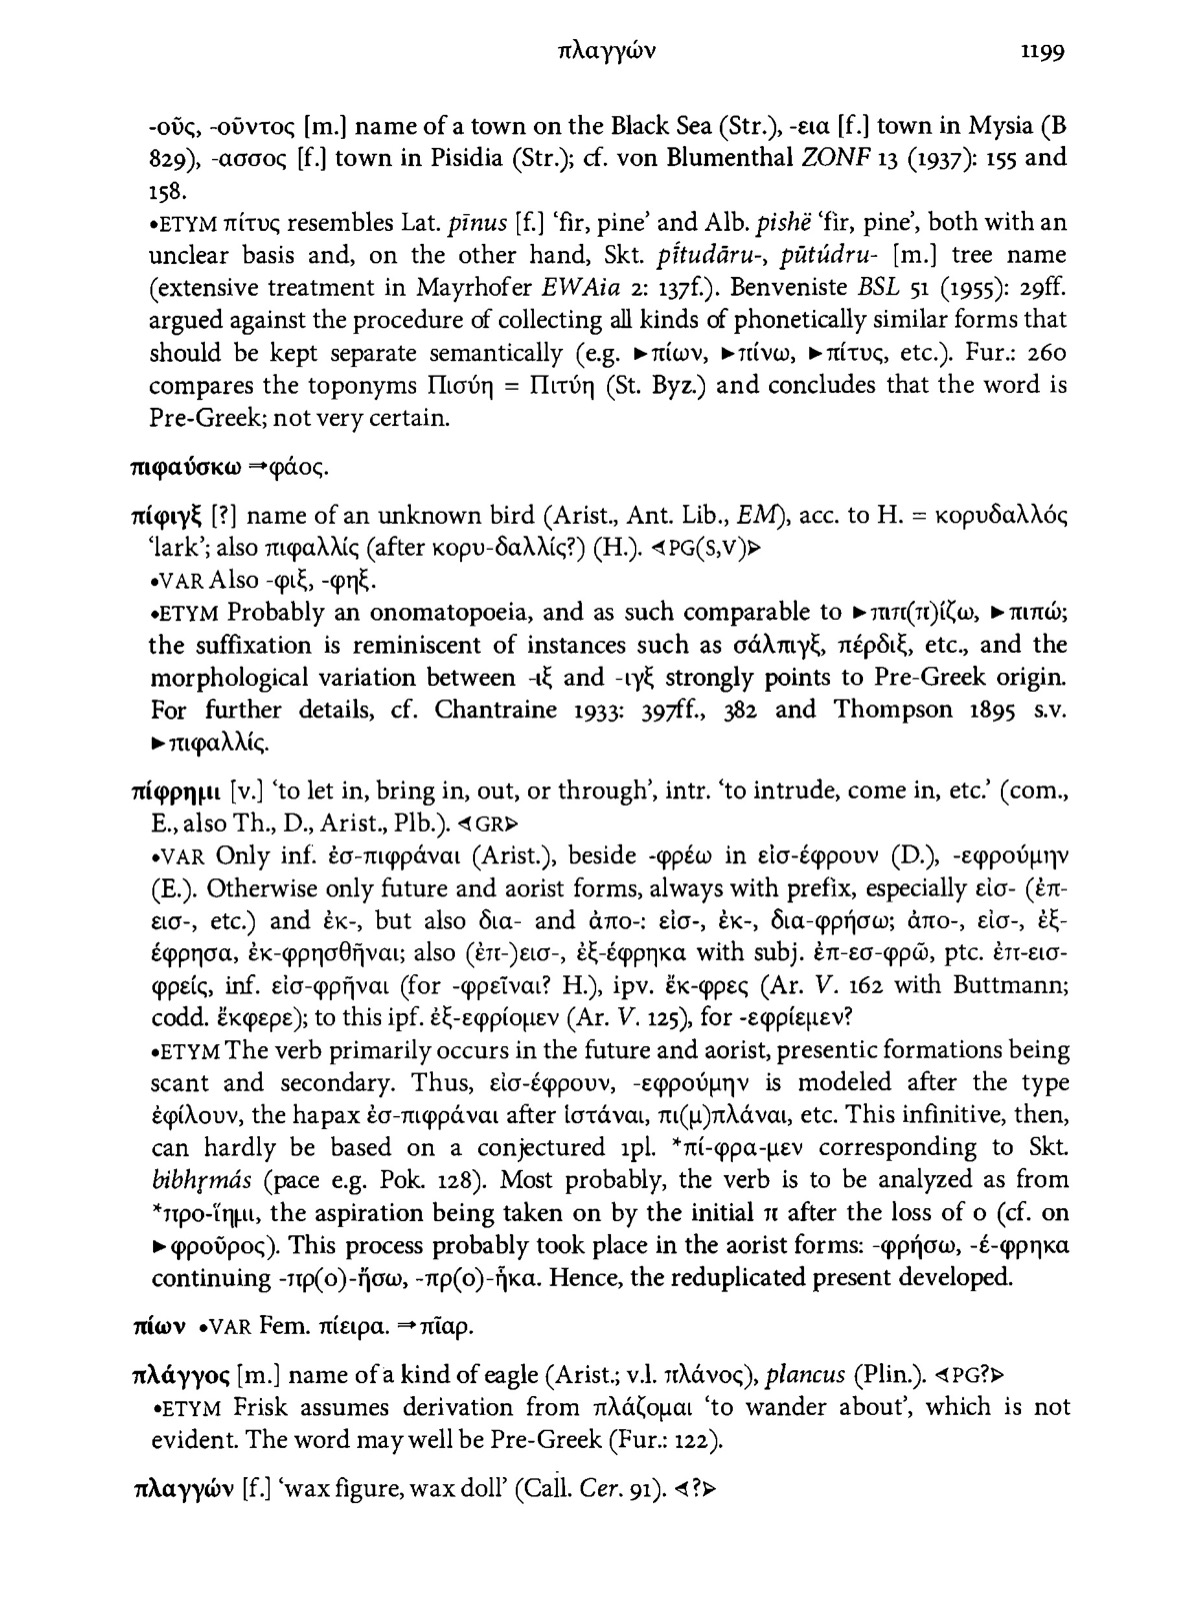 πλαγγών 1199
-οῦς, -οῦντος [m.] name of a town on the Black Sea (Str.), -εια [f.] town in Mysia (B
829), -ασσος [f.] town in Pisidia (Str.); cf. von Blumenthal ZONF 13 (1937): 155 and
158.
•ETYM πίτυς resembles Lat. pīnus [f.] ‘fir, pine’ and Alb. pishë ‘fir, pine’, both with an
unclear basis and, on the other hand, Skt. pī́tudāru-, pūtúdru- [m.] tree name
(extensive treatment in Mayrhofer EWAia 2: 137f.). Benveniste BSL 51 (1955): 29ff.
argued against the procedure of collecting all kinds of phonetically similar forms that
should be kept separate semantically (e.g. ►πίων, ►πίνω, ►πίτυς, etc.). Fur.: 260
compares the toponyms Πισύη = Πιτύη (St. Byz.) and concludes that the word is
Pre-Greek; not very certain.
πιφαύσκω ⇒φάος.
πίφιγξ [?] name of an unknown bird (Arist., Ant. Lib., EM), acc. to H. = κορυδαλλός
‘lark’; also πιφαλλίς (after κορυ-δαλλίς?) (H.). ◁PG(S,V)▷
•VAR Also -φιξ, -φηξ.
•ETYM Probably an onomatopoeia, and as such comparable to ►πιπ(π)ίζω, ►πιπώ;
the suffixation is reminiscent of instances such as σάλπιγξ, πέρδιξ, etc., and the
morphological variation between -ιξ and -ιγξ strongly points to Pre-Greek origin.
For further details, cf. Chantraine 1933: 397ff., 382 and Thompson 1895 s.v.
►πιφαλλίς.
πίφρημι [v.] ‘to let in, bring in, out, or through’, intr. ‘to intrude, come in, etc.’ (com.,
E., also Th., D., Arist., Plb.). ◁GR▷
•VAR Only inf. ἐσ-πιφράναι (Arist.), beside -φρέω in εἰσ-έφρουν (D.), -εφρούμην
(E.). Otherwise only future and aorist forms, always with prefix, especially εἰσ- (ἐπ-
εισ-, etc.) and ἐκ-, but also δια- and ἀπο-: εἰσ-, ἐκ-, δια-φρήσω; ἀπο-, εἰσ-, ἐξ-
έφρησα, ἐκ-φρησθῆναι; also (ἐπ-)εισ-, ἐξ-έφρηκα with subj. ἐπ-εσ-φρῶ, ptc. ἐπ-εισ-
φρείς, inf. εἰσ-φρῆναι (for -φρεῖναι? H.), ipv. ἔκ-φρες (Ar. V. 162 with Buttmann;
codd. ἔκφερε); to this ipf. ἐξ-εφρίομεν (Ar. V. 125), for -εφρίεμεν?
•ETYM The verb primarily occurs in the future and aorist, presentic formations being
scant and secondary. Thus, εἰσ-έφρουν, -εφρούμην is modeled after the type
ἐφίλουν, the hapax ἐσ-πιφράναι after ἱστάναι, πι(μ)πλάναι, etc. This infinitive, then,
can hardly be based on a conjectured 1pl. *πί-φρα-μεν corresponding to Skt.
bibhṛmás (pace e.g. Pok. 128). Most probably, the verb is to be analyzed as from
*προ-ἵημι, the aspiration being taken on by the initial π after the loss of ο (cf. on
►φροῦρος). This process probably took place in the aorist forms: -φρήσω, -έ-φρηκα
continuing -πρ(ο)-ἥσω, -πρ(ο)-ἧκα. Hence, the reduplicated present developed.
πίων •VAR Fem. πίειρα. ⇒πῖαρ.
πλάγγος [m.] name of a kind of eagle (Arist.; v.l. πλάνος), plancus (Plin.). ◁PG?▷
•ETYM Frisk assumes derivation from πλάζομαι ‘to wander about’, which is not
evident. The word may well be Pre-Greek (Fur.: 122).
πλαγγών [f.] ‘wax figure, wax doll’ (Call. Cer. 91). ◁?▷